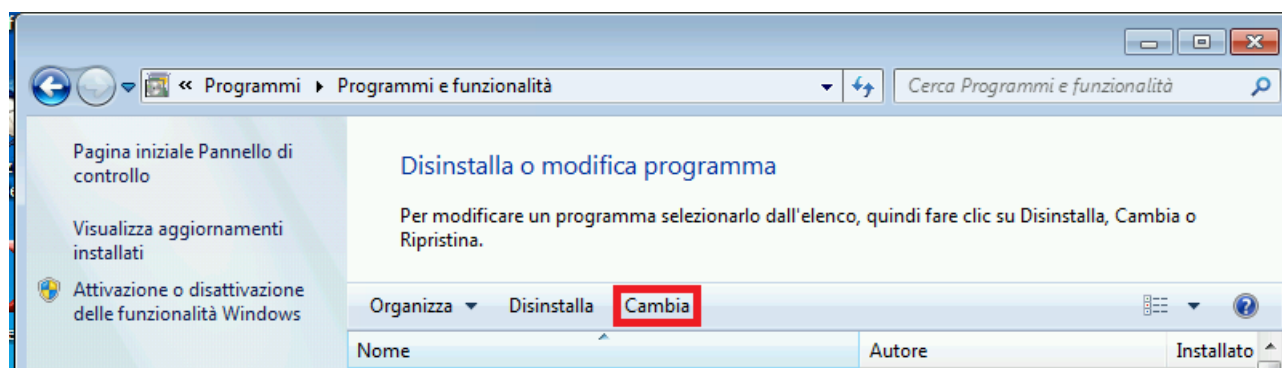 « Programmi ▸ Programmi e funzionalità
Cerca Programmi e funzionalità
Pagina iniziale Pannello di
controllo
Visualizza aggiornamenti
installati
Attivazione o disattivazione
delle funzionalità Windows
Disinstalla o modifica programma
Per modificare un programma selezionarlo dall'elenco, quindi fare clic su Disinstalla, Cambia o
Ripristina.
Organizza Disinstalla Cambia
Nome Autore Installato